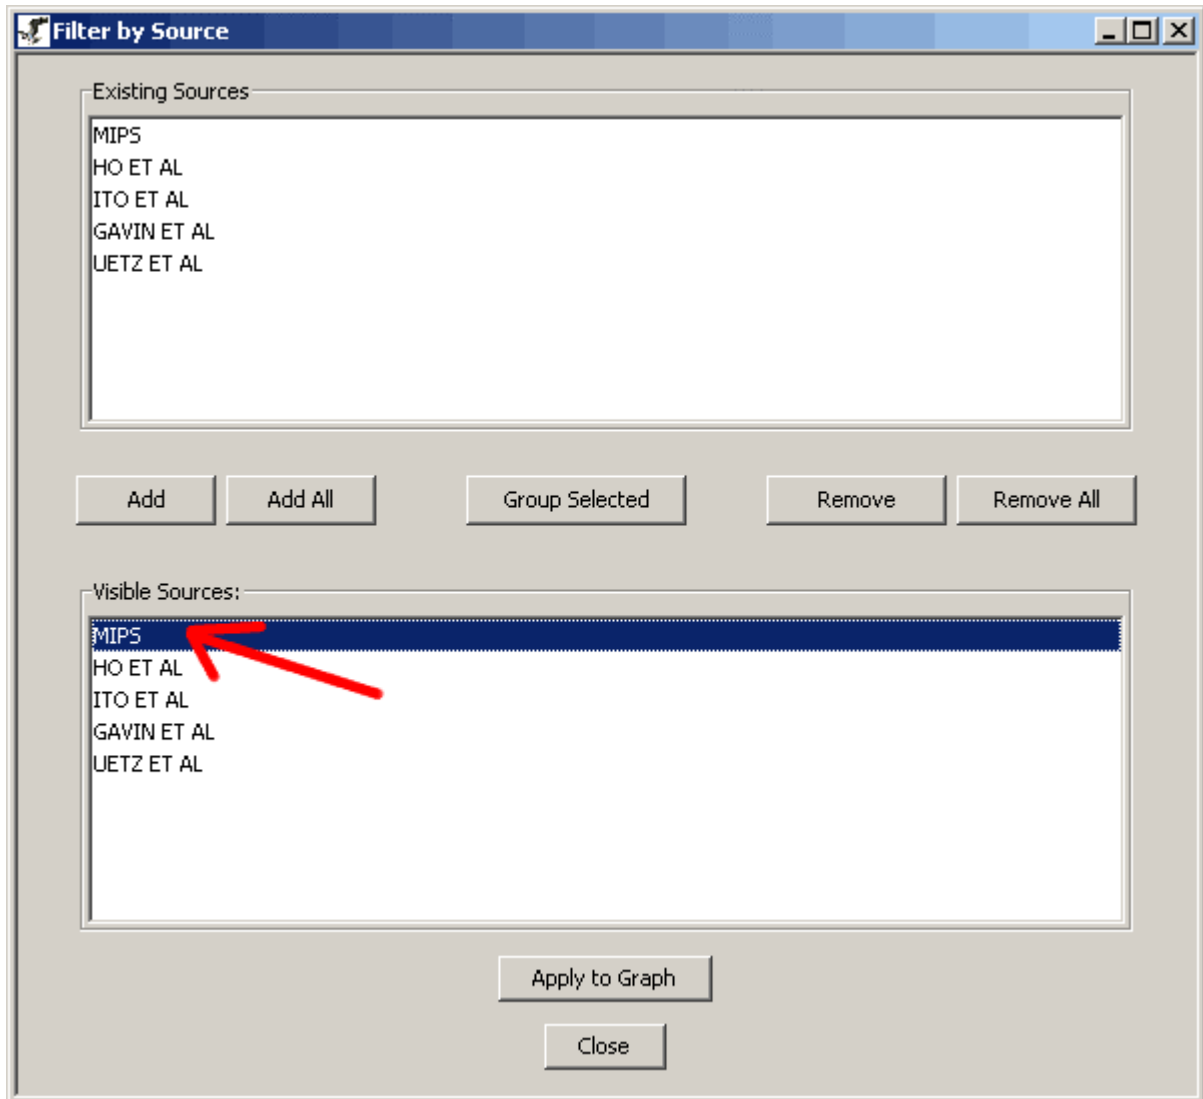 Filter by Source
Existing Sources
MIPS
HO ET AL
ITO ET AL
GAVIN ET AL
UETZ ET AL
Add Add All Group Selected Remove Remove All
Visible Sources:
MIPS
HO ET AL
ITO ET AL
GAVIN ET AL
UETZ ET AL
Apply to Graph
Close